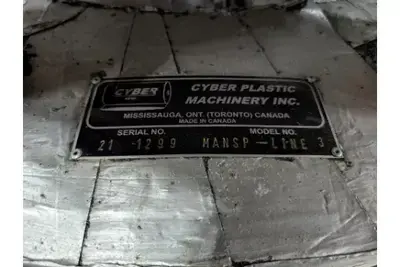 CYBER
CYBER PLASTIC
MACHINERY INC.
MISSISSAUGA, ONT. (TORONTO) CANADA
MADE IN CANADA
SERIAL NO. MODEL NO.
21 -1299 MANSP -LINE 3